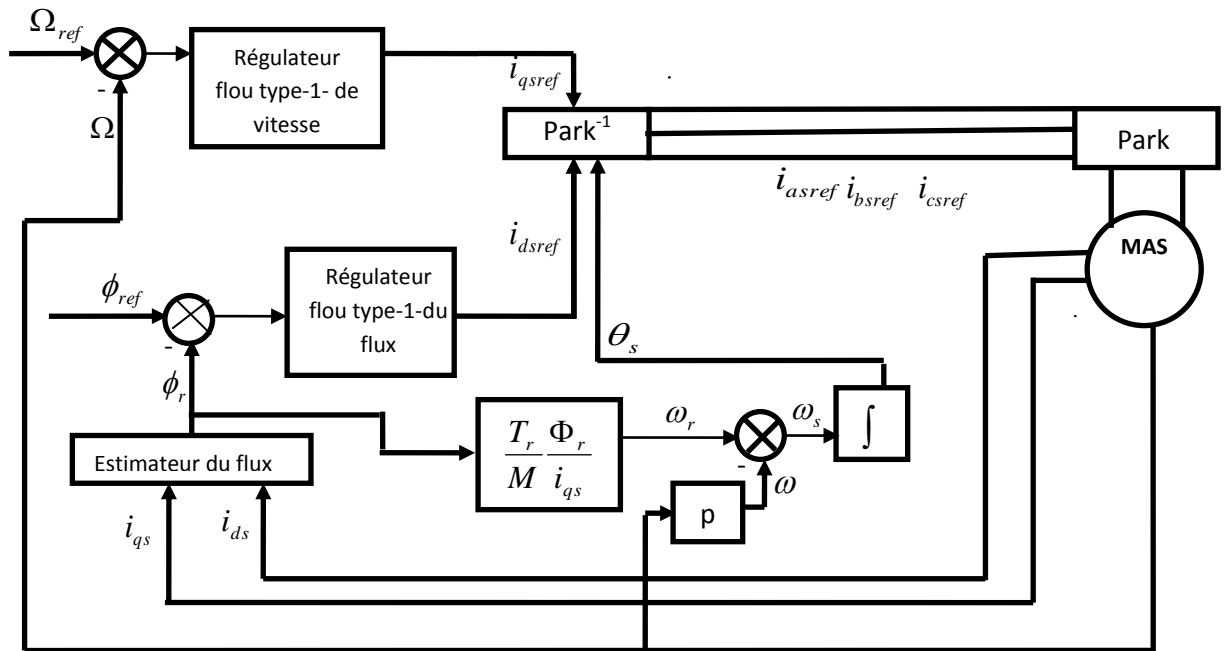 Ω_ref
-
Ω
Régulateur
flou type-1- de
vitesse
i_qsref
Park⁻¹
Park
i_asref i_bsref i_csref
MAS
i_dsref
ϕ_ref
-
ϕ_r
Régulateur
flou type-1-du
flux
θ_s
Estimateur du flux
T_r Φ_r
M i_qs
ω_r
-
ω_s
∫
ω
p
i_qs
i_ds